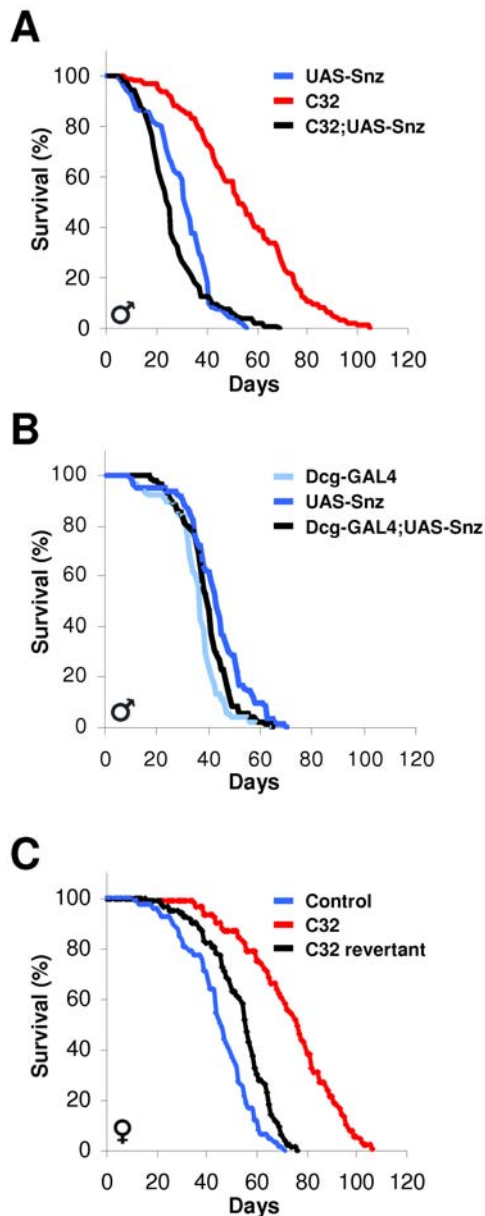 A
100
80
60
40
20
0
Survival (%)
UAS-Snz
C32
C32;UAS-Snz
♂
0 20 40 60 80 100 120
Days
B
100
80
60
40
20
0
Survival (%)
Dcg-GAL4
UAS-Snz
Dcg-GAL4;UAS-Snz
♂
0 20 40 60 80 100 120
Days
C
100
80
60
40
20
0
Survival (%)
Control
C32
C32 revertant
♀
0 20 40 60 80 100 120
Days